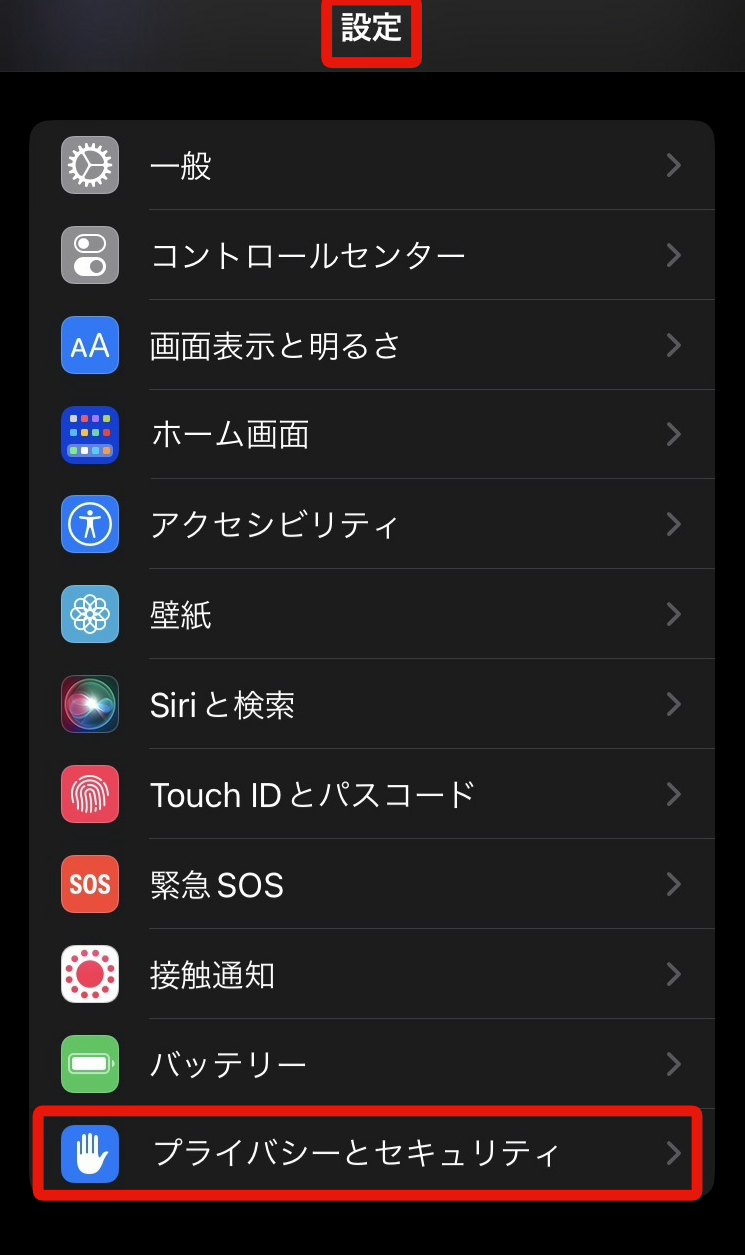 設定
一般
コントロールセンター
AA 画面表示と明るさ
ホーム画面
アクセシビリティ
壁紙
Siriと検索
Touch IDとパスコード
SOS 緊急SOS
接触通知
バッテリー
プライバシーとセキュリティ